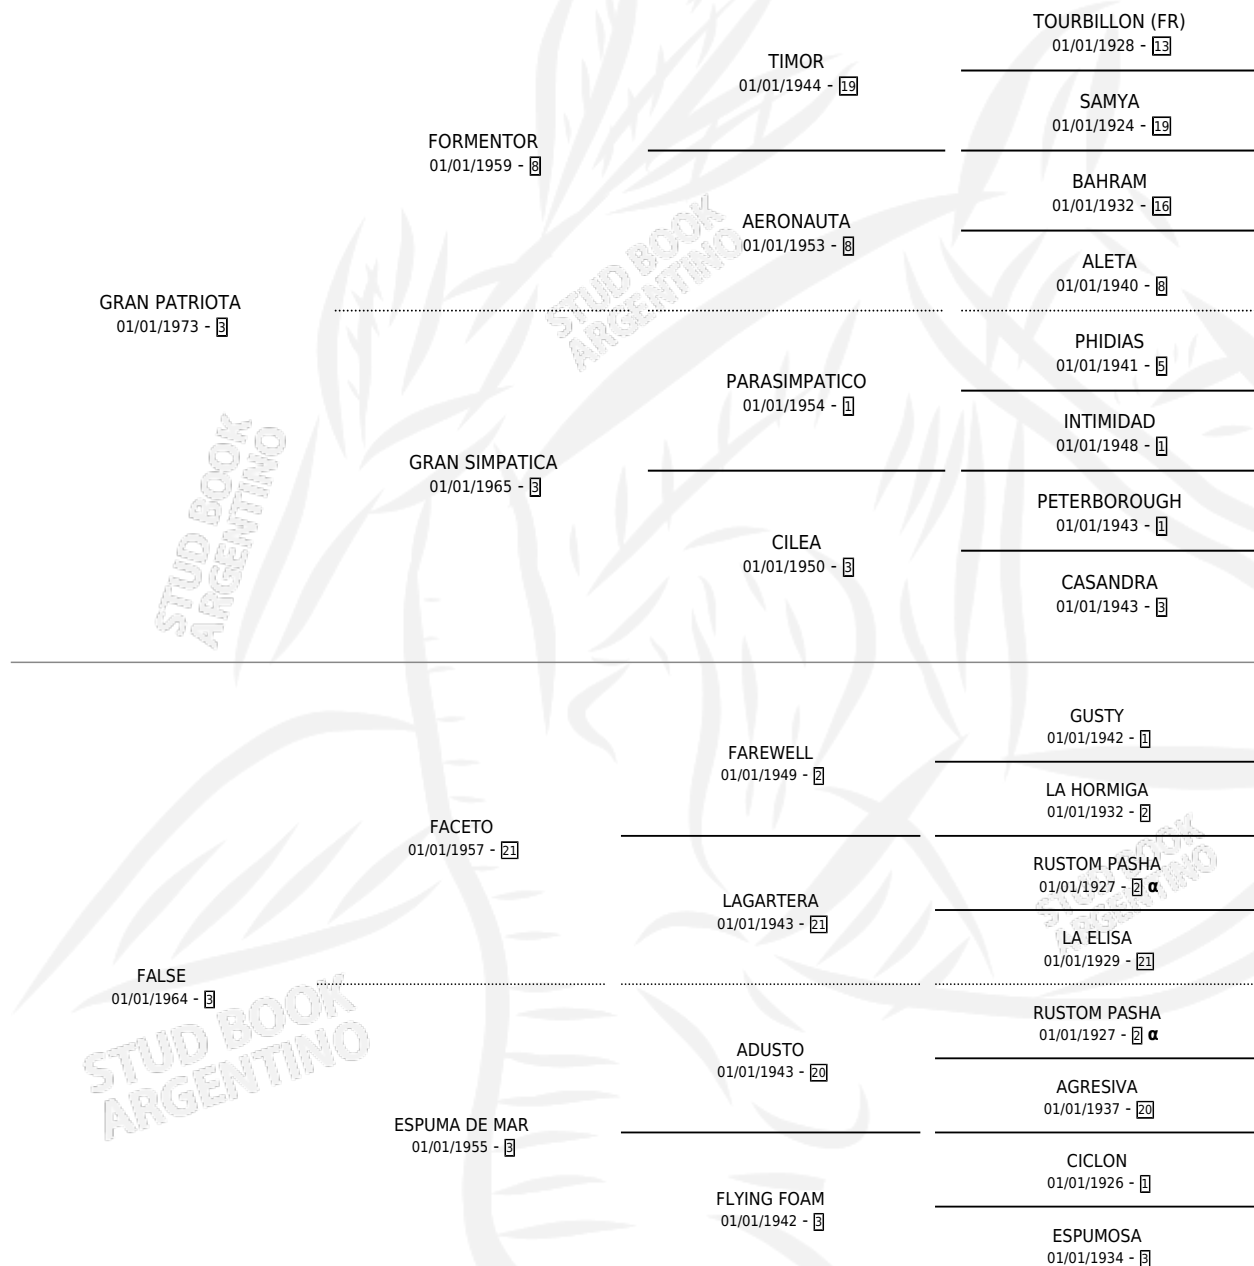 TOURBILLON (FR)
01/01/1928 - 13
TIMOR
01/01/1944 - 19
SAMYA
01/01/1924 - 19
FORMENTOR
01/01/1959 - 8
BAHRAM
01/01/1932 - 16
AERONAUTA
01/01/1953 - 8
ALETA
01/01/1940 - 8
GRAN PATRIOTA
01/01/1973 - 3
STUD BOOK
ARGENTINO
PHIDIAS
01/01/1941 - 5
PARASIMPATICO
01/01/1954 - 1
INTIMIDAD
01/01/1948 - 1
GRAN SIMPATICA
01/01/1965 - 3
PETERBOROUGH
01/01/1943 - 1
CILEA
01/01/1950 - 3
CASANDRA
01/01/1943 - 3
STUD BOOK
ARGENTINO
GUSTY
01/01/1942 - 1
FAREWELL
01/01/1949 - 2
LA HORMIGA
01/01/1932 - 2
FACETO
01/01/1957 - 21
RUSTOM PASHA
01/01/1927 - 2 α
LAGARTERA
01/01/1943 - 21
LA ELISA
01/01/1929 - 21
STUD BOOK
ARGENTINO
FALSE
01/01/1964 - 3
RUSTOM PASHA
01/01/1927 - 2 α
ADUSTO
01/01/1943 - 20
AGRESIVA
01/01/1937 - 20
STUD BOOK
ARGENTINO
ESPUMA DE MAR
01/01/1955 - 3
CICLON
01/01/1926 - 1
FLYING FOAM
01/01/1942 - 3
ESPUMOSA
01/01/1934 - 3